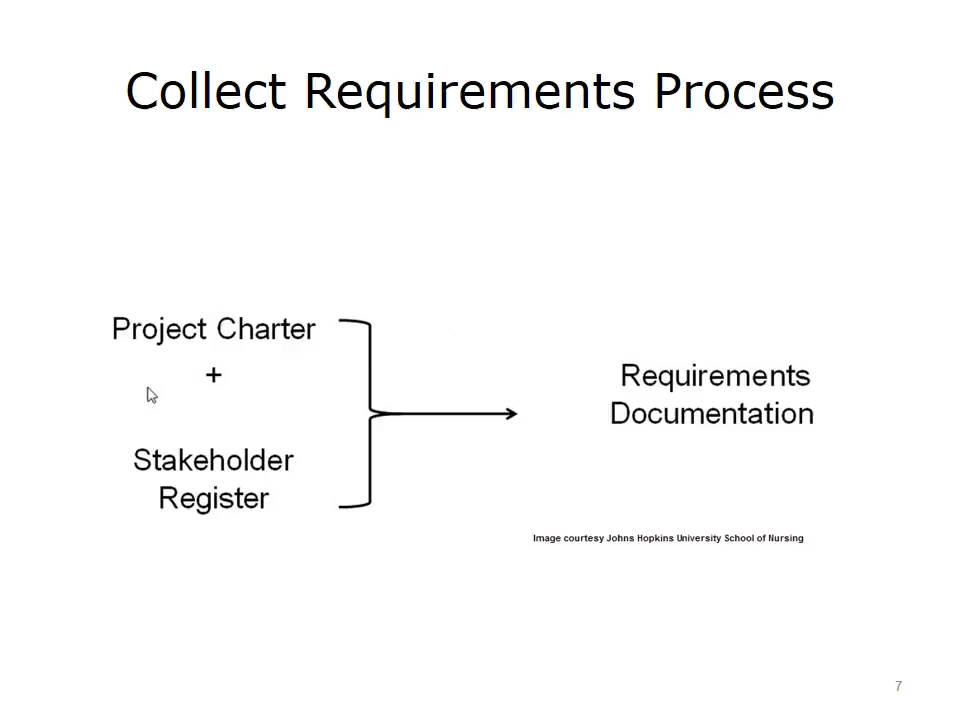 Collect Requirements Process
Project Charter
+
Stakeholder
Register
Requirements
Documentation
Image courtesy Johns Hopkins University School of Nursing
7